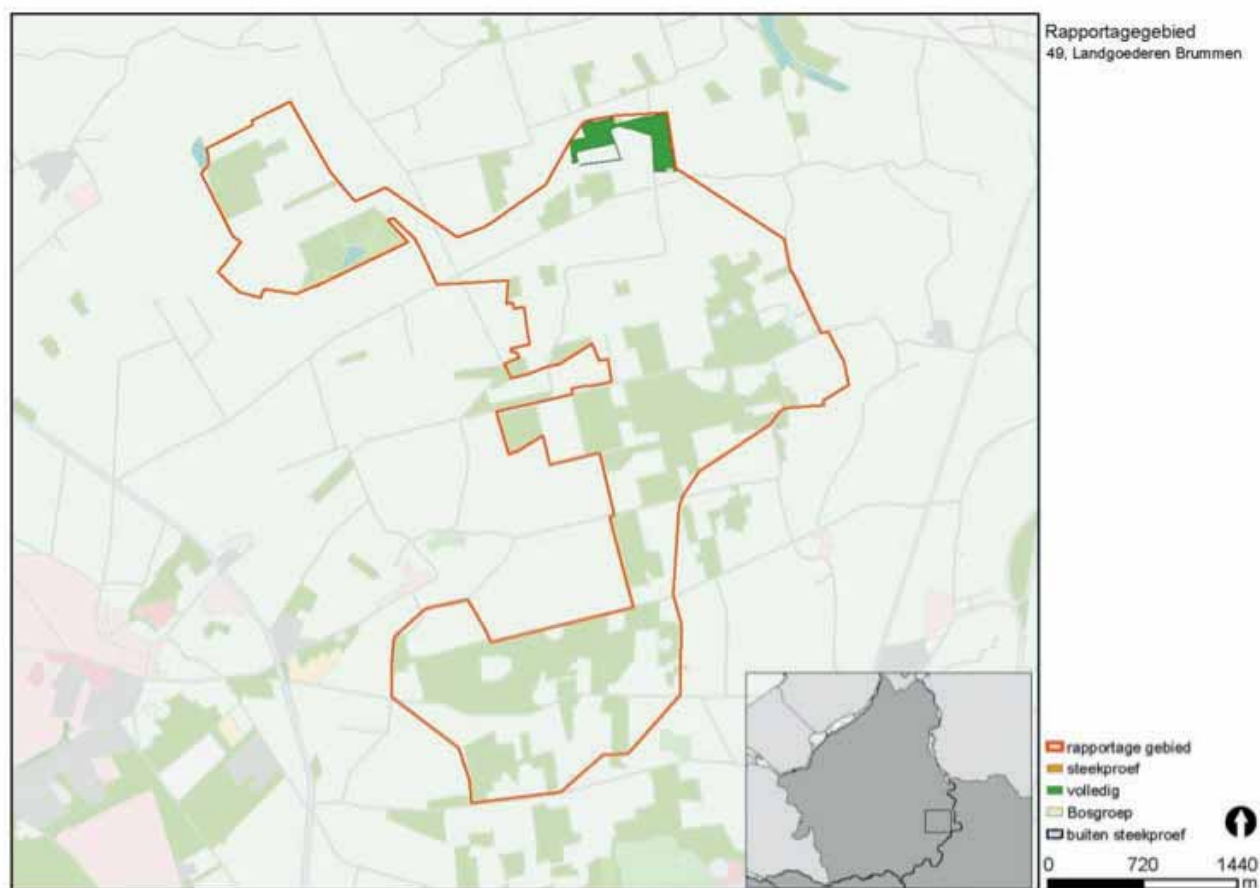 Rapportagegebied
49, Landgoederen Brummen
rapportage gebied
steekproef
volledig
Bosgroep
buiten steekproef
0 720 1440
m